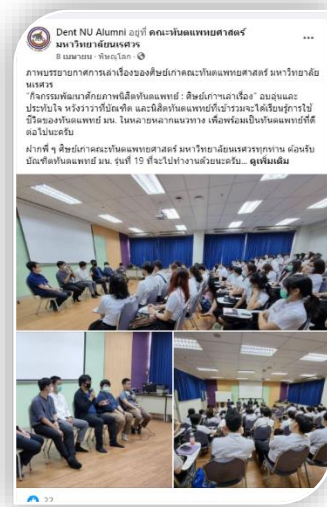 Dent NU Alumni อยู่ที่ คณะทันตแพทยศาสตร์
มหาวิทยาลัยนเรศวร
8 เมษายน · พิษณุโลก ·
ภาพบรรยากาศการเล่าเรื่องของศิษย์เก่าคณะทันตแพทยศาสตร์ มหาวิทยาลัย
นเรศวร
"กิจกรรมพัฒนาศักยภาพนิสิตทันตแพทย์ : ศิษย์เก่าฯเล่าเรื่อง" อบอุ่นและ
ประทับใจ หวังว่าว่าที่บัณฑิต และนิสิตทันตแพทย์ที่เข้าร่วมจะได้เรียนรู้การใช้
ชีวิตของทันตแพทย์ มน. ในหลายหลากแนวทาง เพื่อพร้อมเป็นทันตแพทย์ที่ดี
ต่อไปนะครับ
ฝากพี่ ๆ ศิษย์เก่าคณะทันตแพทยศาสตร์ มหาวิทยาลัยนเรศวรทุกท่าน ต้อนรับ
บัณฑิตทันตแพทย์ มน. รุ่นที่ 19 ที่จะไปทำงานด้วยนะครับ... ดูเพิ่มเติม
22